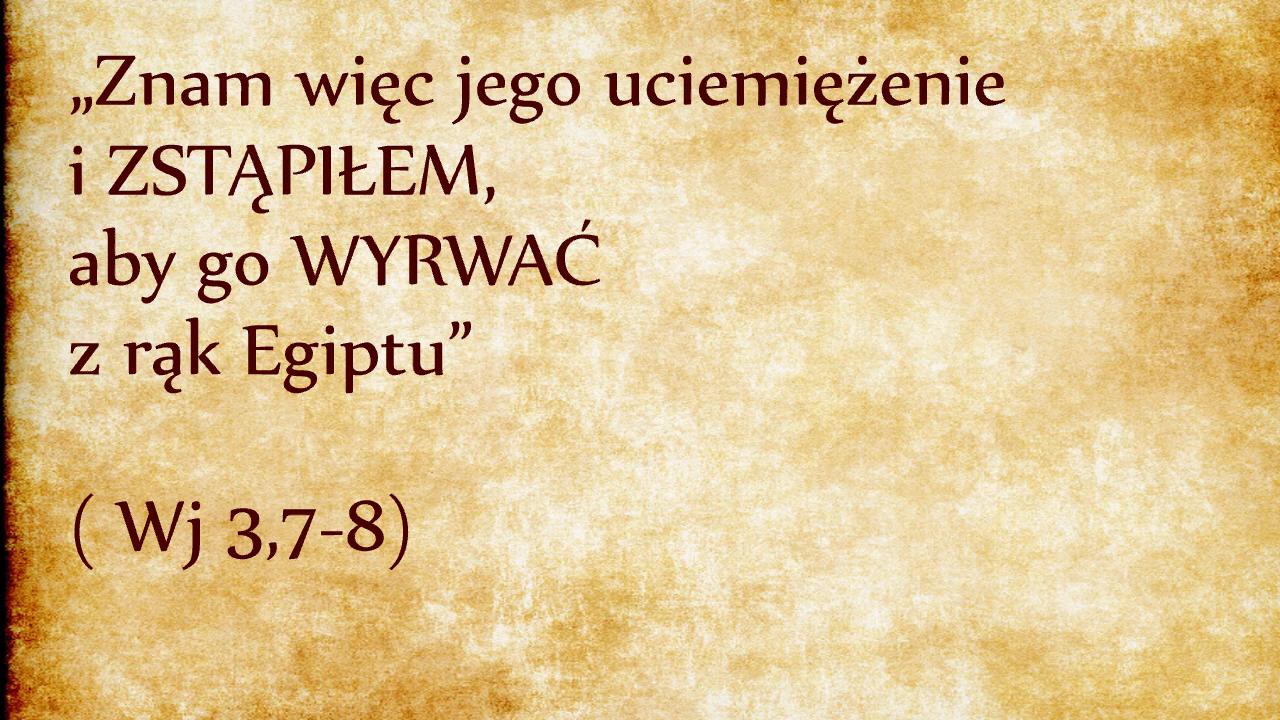 „Znam więc jego uciemiężenie
i ZSTĄPIŁEM,
aby go WYRWAĆ
z rąk Egiptu”
( Wj 3,7-8)